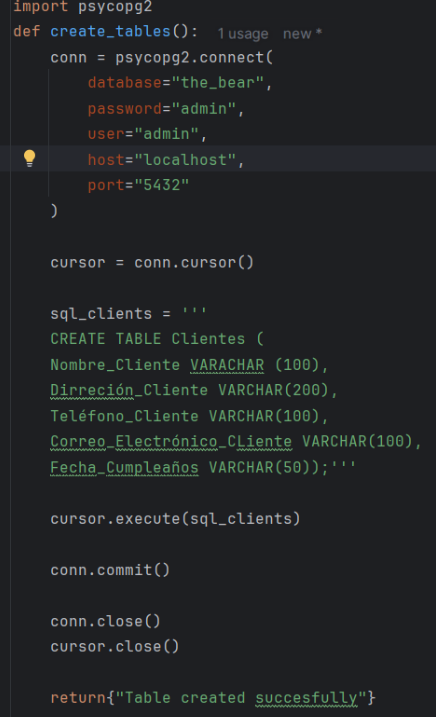 import psycopg2
def create_tables(): 1 usage new *
conn = psycopg2.connect(
database="the_bear",
password="admin",
user="admin",
host="localhost",
port="5432"
)
cursor = conn.cursor()
sql_clients = '''
CREATE TABLE Clientes (
Nombre_Cliente VARACHAR (100),
Dirreción_Cliente VARCHAR(200),
Teléfono_Cliente VARCHAR(100),
Correo_Electrónico_CLiente VARCHAR(100),
Fecha_Cumpleaños VARCHAR(50));'''
cursor.execute(sql_clients)
conn.commit()
conn.close()
cursor.close()
return{"Table created succesfully"}